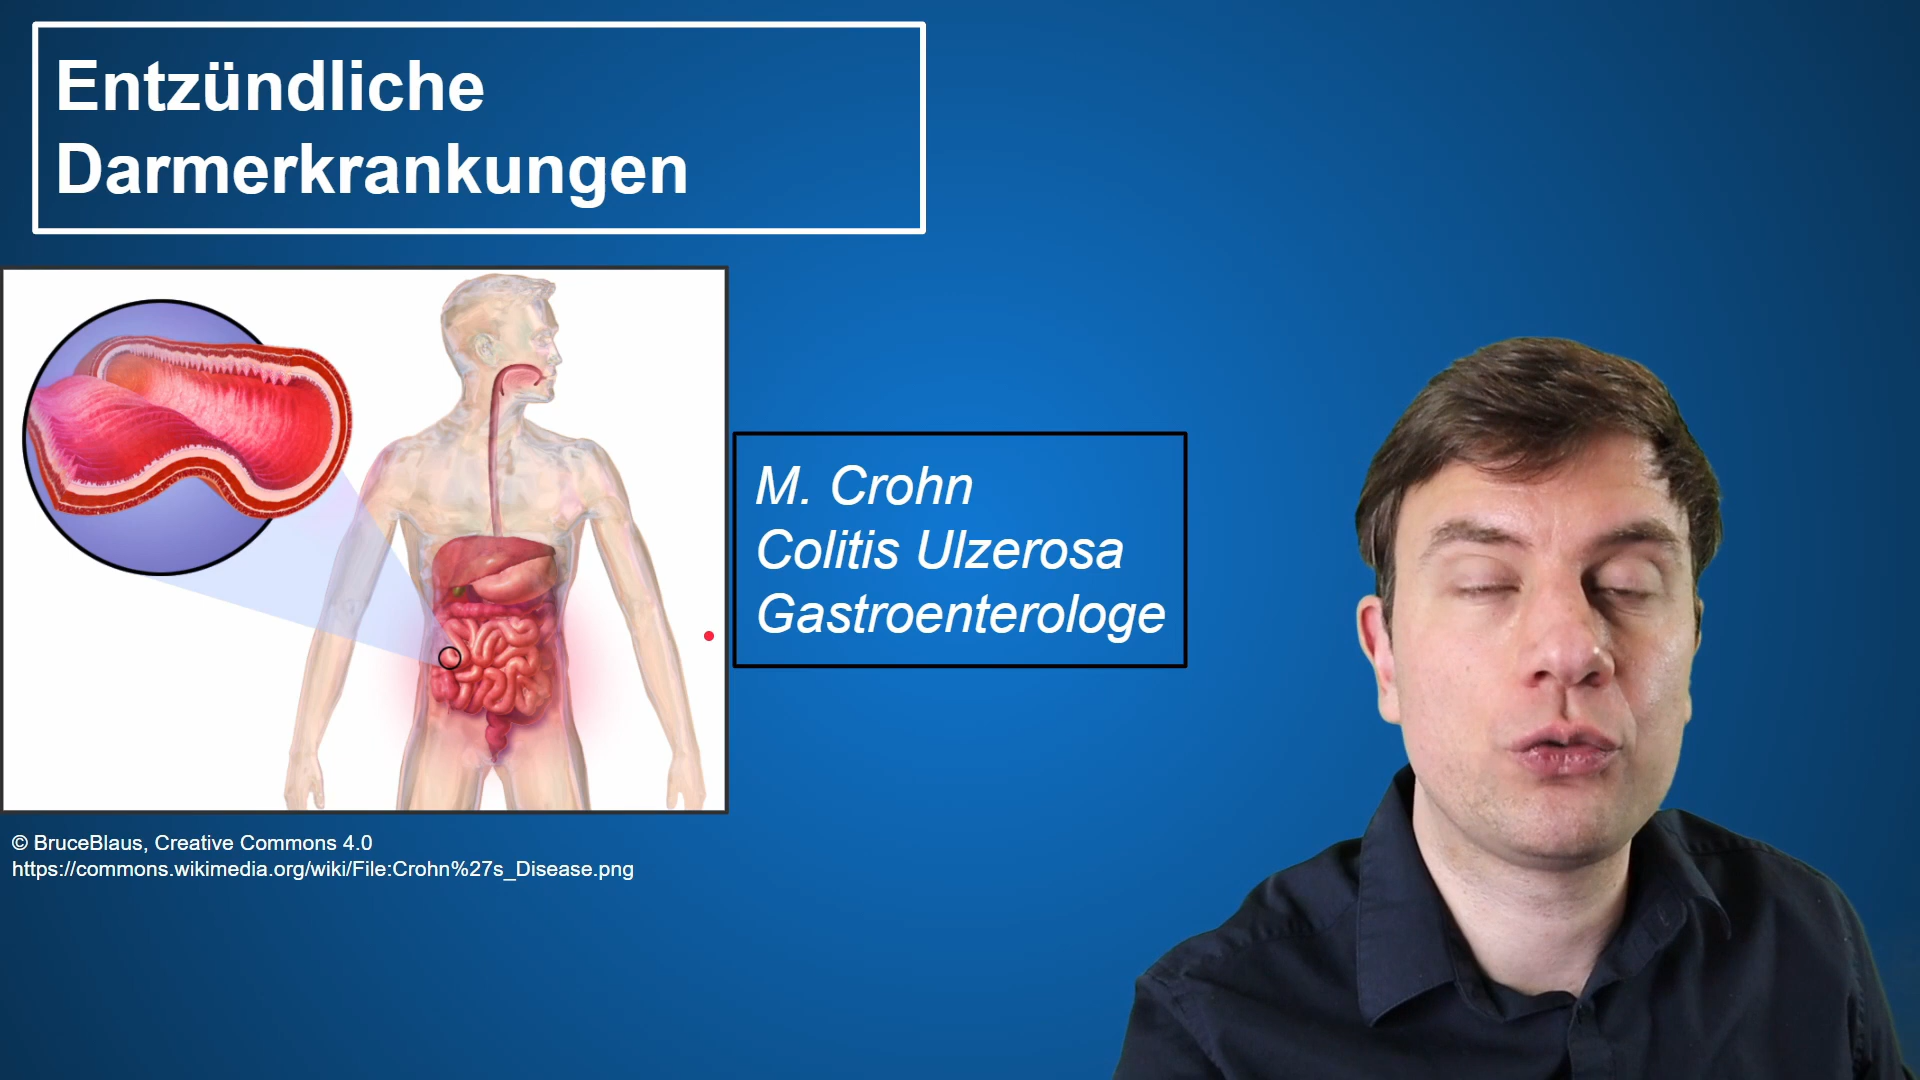 Entzündliche
Darmerkrankungen
M. Crohn
Colitis Ulzerosa
Gastroenterologe
© BruceBlaus, Creative Commons 4.0
https://commons.wikimedia.org/wiki/File:Crohn%27s_Disease.png